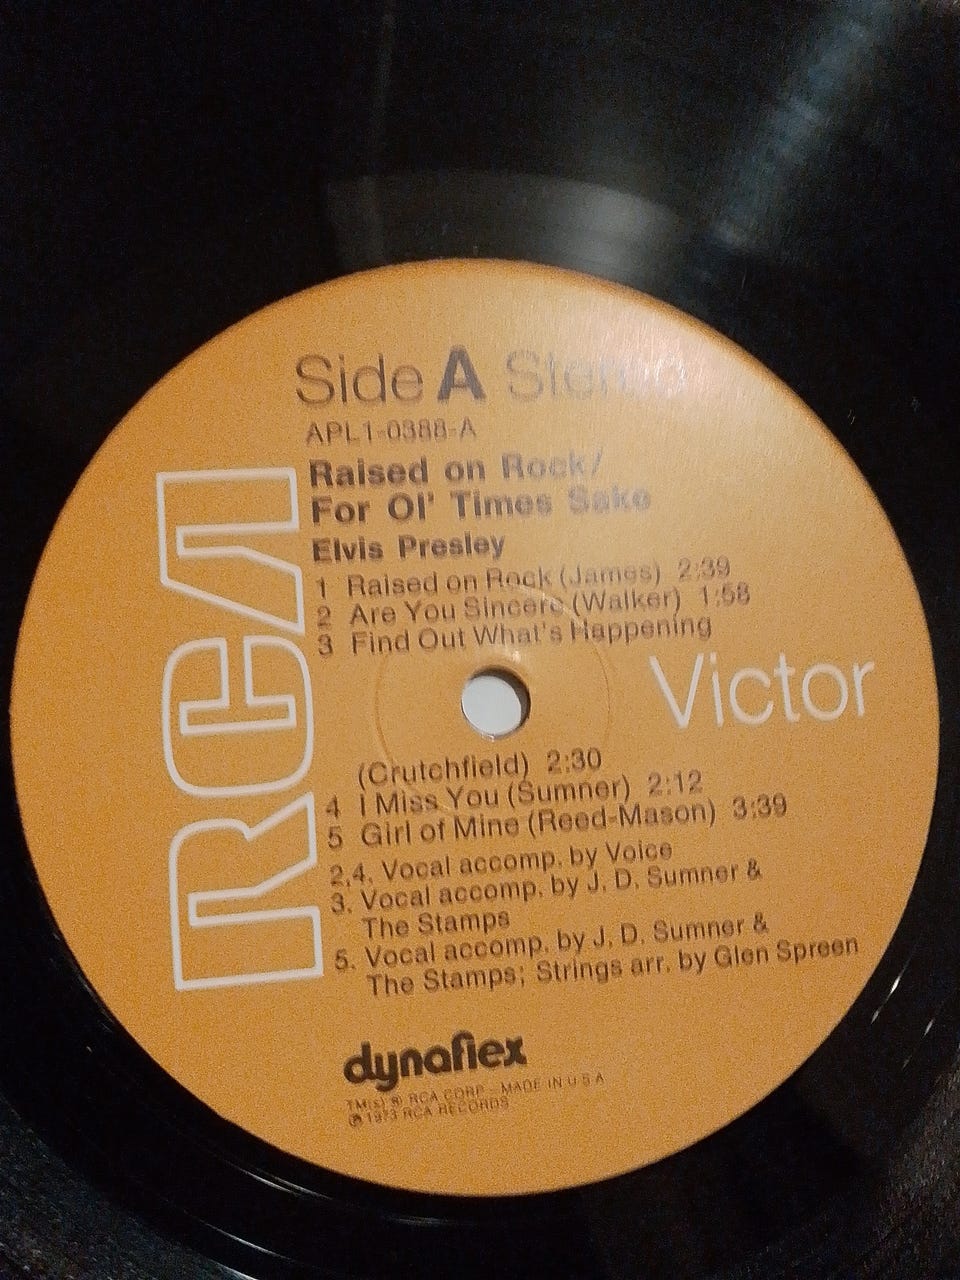 Side A Stereo
APL1-0388-A
Raised on Rock/
For Ol' Times Sake
Elvis Presley
1 Raised on Rock (James) 2:39
2 Are You Sincere (Walker) 1:58
3 Find Out What's Happening
RCA
Victor
(Crutchfield) 2:30
4 I Miss You (Sumner) 2:12
5 Girl of Mine (Reed-Mason) 3:39
2,4. Vocal accomp. by Voice
3. Vocal accomp. by J. D. Sumner &
The Stamps
5. Vocal accomp. by J. D. Sumner &
The Stamps; Strings arr. by Glen Spreen
dynaflex
TM(s) ® RCA CORP – MADE IN U S A
℗ 1973 RCA RECORDS